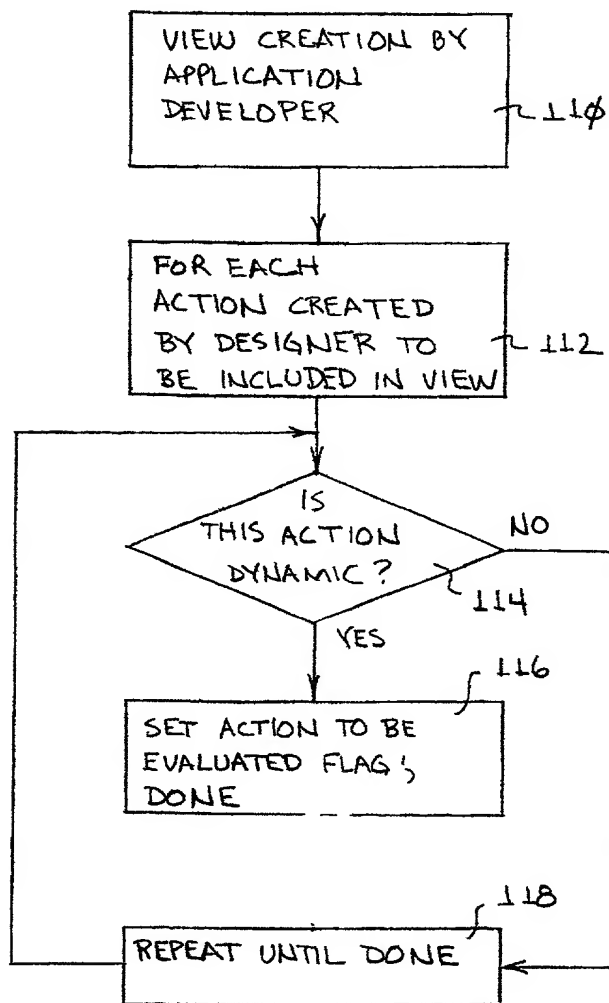 VIEW CREATION BY
APPLICATION
DEVELOPER
110
FOR EACH
ACTION CREATED
BY DESIGNER TO
BE INCLUDED IN VIEW
112
IS
THIS ACTION
DYNAMIC?
NO
114
YES
116
SET ACTION TO BE
EVALUATED FLAG;
DONE
118
REPEAT UNTIL DONE